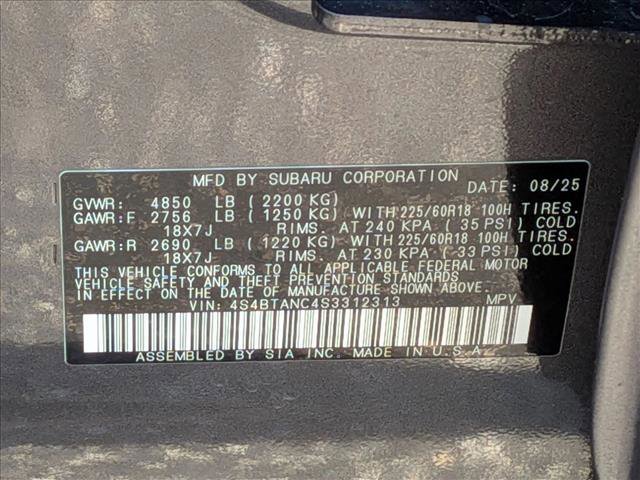 MFD BY SUBARU CORPORATION
DATE: 08/25
GVWR: 4850 LB ( 2200 KG)
GAWR:F 2756 LB ( 1250 KG) WITH 225/60R18 100H TIRES.
18X7J RIMS. AT 240 KPA ( 35 PSI) COLD
GAWR:R 2690 LB ( 1220 KG) WITH 225/60R18 100H TIRES.
18X7J RIMS. AT 230 KPA ( 33 PSI) COLD
THIS VEHICLE CONFORMS TO ALL APPLICABLE FEDERAL MOTOR
VEHICLE SAFETY AND THEFT PREVENTION STANDARDS
IN EFFECT ON THE DATE OF MANUFACTURE SHOWN ABOVE.
VIN: 4S4BTANC4S3312313 MPV
ASSEMBLED BY SIA INC. MADE IN U.S.A